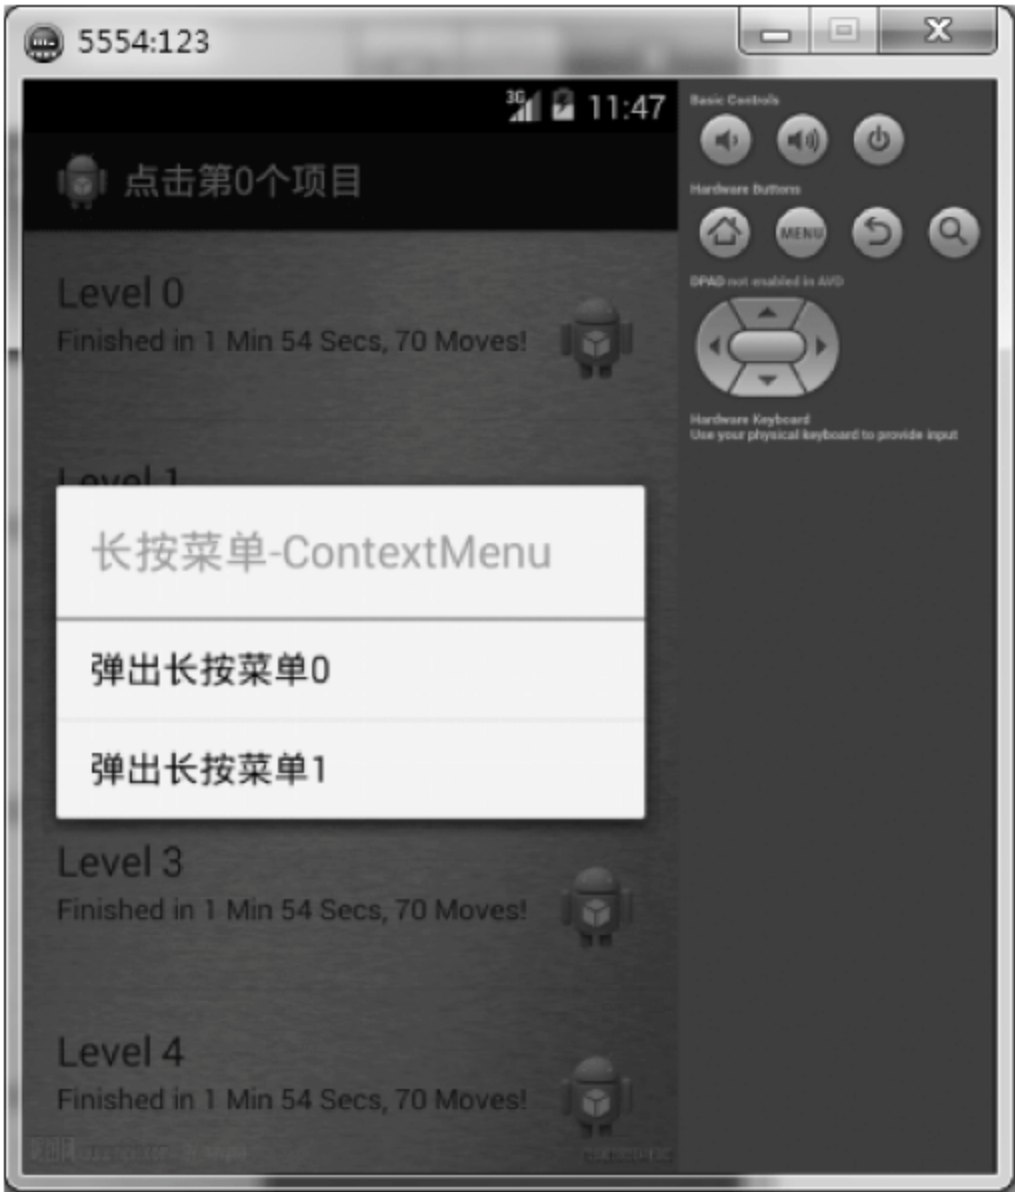 5554:123
3G 11:47
点击第0个项目
Level 0
Finished in 1 Min 54 Secs, 70 Moves!
Level 1
长按菜单-ContextMenu
弹出长按菜单0
弹出长按菜单1
Level 3
Finished in 1 Min 54 Secs, 70 Moves!
Level 4
Finished in 1 Min 54 Secs, 70 Moves!
Basic Controls
Hardware Buttons
MENU
DPAD not enabled in AVD
Hardware Keyboard
Use your physical keyboard to provide input